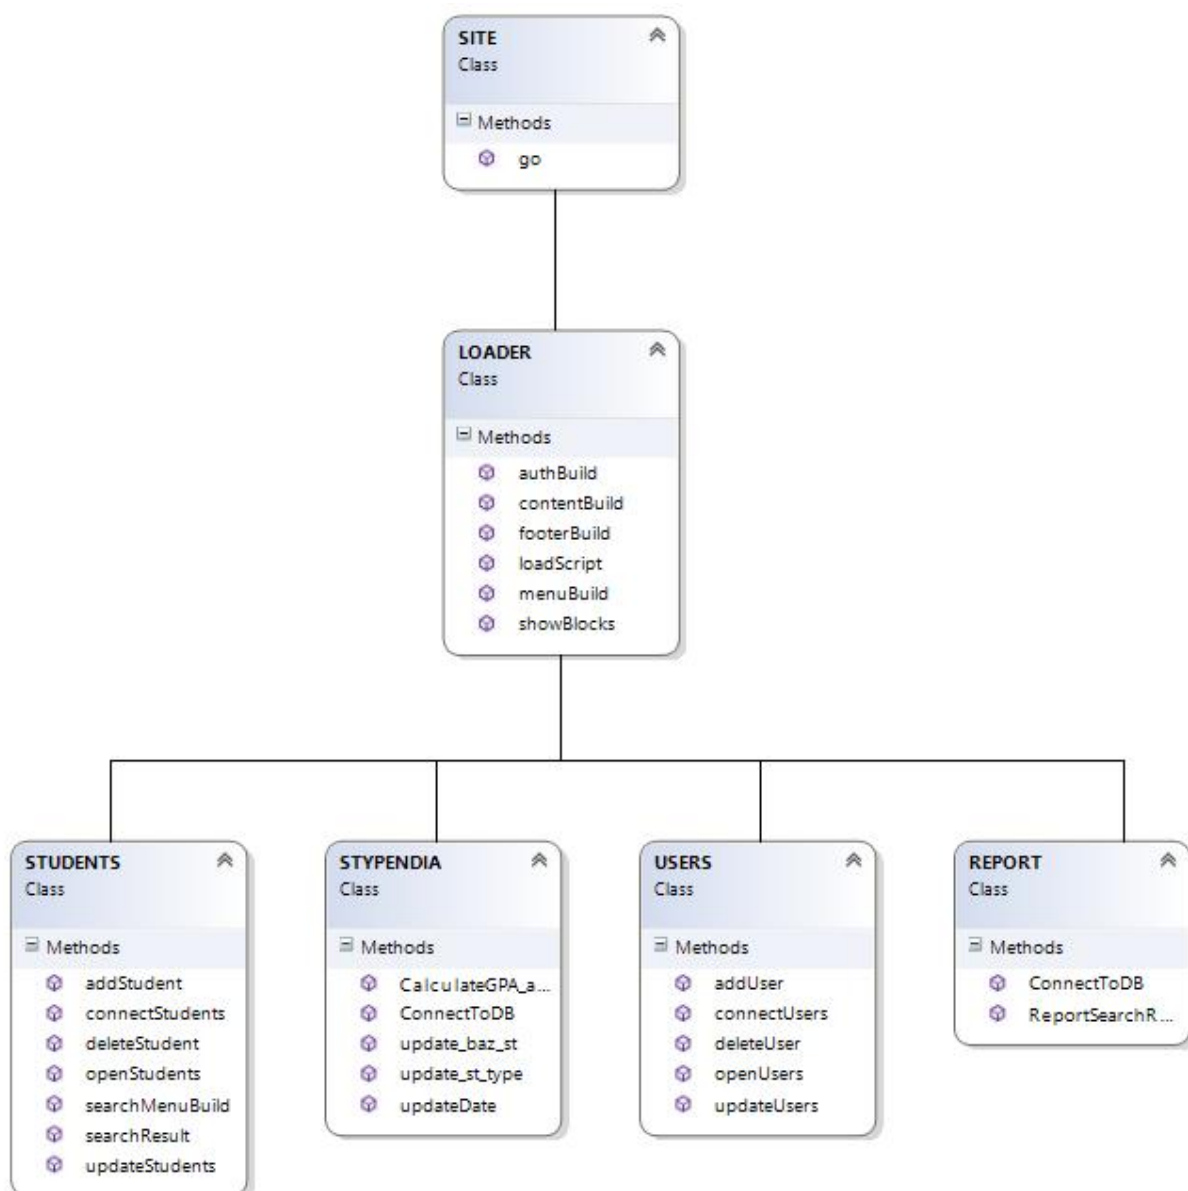 SITE
Class
Methods
go
LOADER
Class
Methods
authBuild
contentBuild
footerBuild
loadScript
menuBuild
showBlocks
STUDENTS
Class
Methods
addStudent
connectStudents
deleteStudent
openStudents
searchMenuBuild
searchResult
updateStudents
STYPENDIA
Class
Methods
CalculateGPA_a...
ConnectToDB
update_baz_st
update_st_type
updateDate
USERS
Class
Methods
addUser
connectUsers
deleteUser
openUsers
updateUsers
REPORT
Class
Methods
ConnectToDB
ReportSearchR...